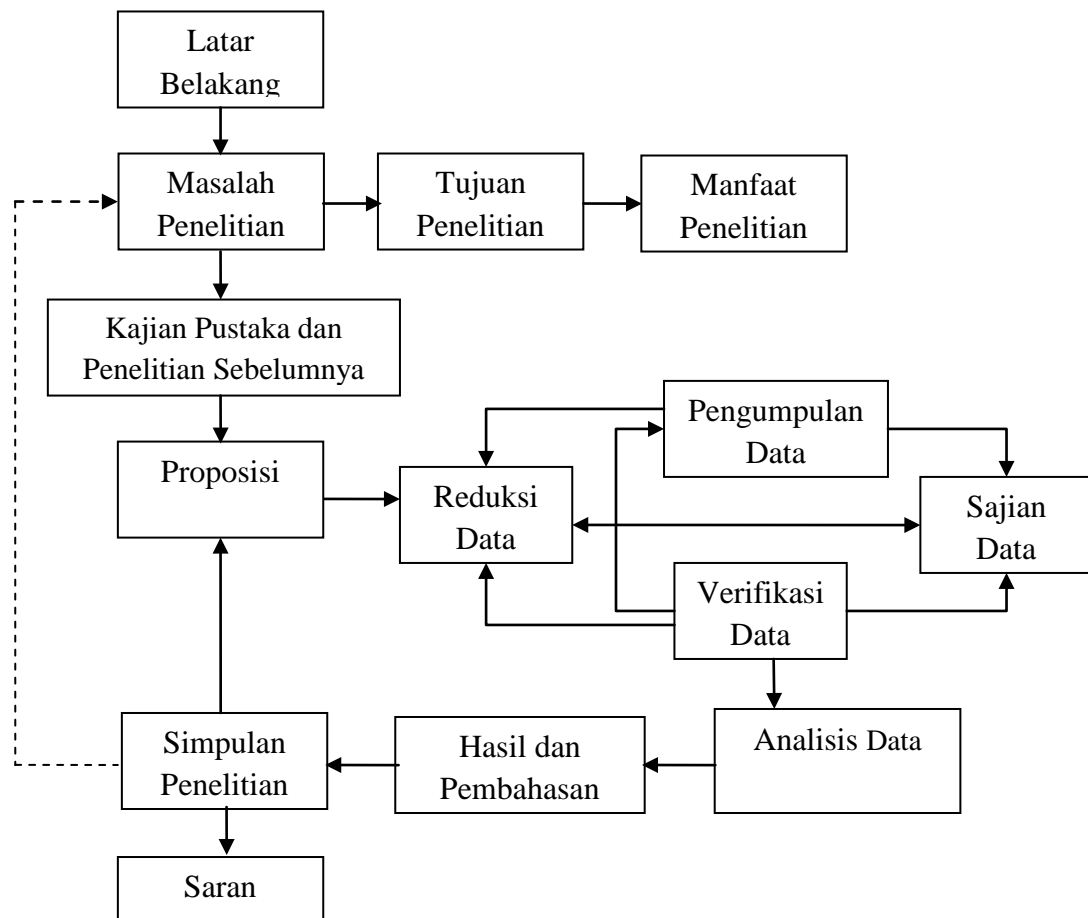 Latar
Belakang
Masalah
Penelitian
Tujuan
Penelitian
Manfaat
Penelitian
Kajian Pustaka dan
Penelitian Sebelumnya
Pengumpulan
Data
Proposisi
Reduksi
Data
Sajian
Data
Verifikasi
Data
Simpulan
Penelitian
Hasil dan
Pembahasan
Analisis Data
Saran